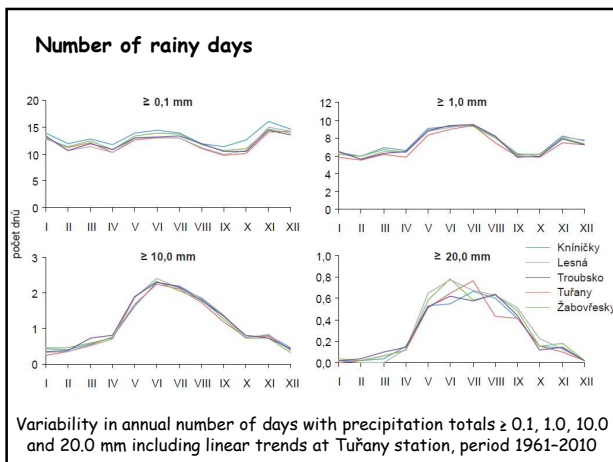 Number of rainy days
≥ 0,1 mm
20
15
10
5
0
I II III IV V VI VII VIII IX X XI XII
≥ 1,0 mm
12
10
8
6
4
2
0
I II III IV V VI VII VIII IX X XI XII
počet dnů
≥ 10,0 mm
3
2
1
0
I II III IV V VI VII VIII IX X XI XII
≥ 20,0 mm
1,0
0,8
0,6
0,4
0,2
0,0
I II III IV V VI VII VIII IX X XI XII
Kníničky
Lesná
Troubsko
Tuřany
Žabovřesky
Variability in annual number of days with precipitation totals ≥ 0.1, 1.0, 10.0
and 20.0 mm including linear trends at Tuřany station, period 1961–2010